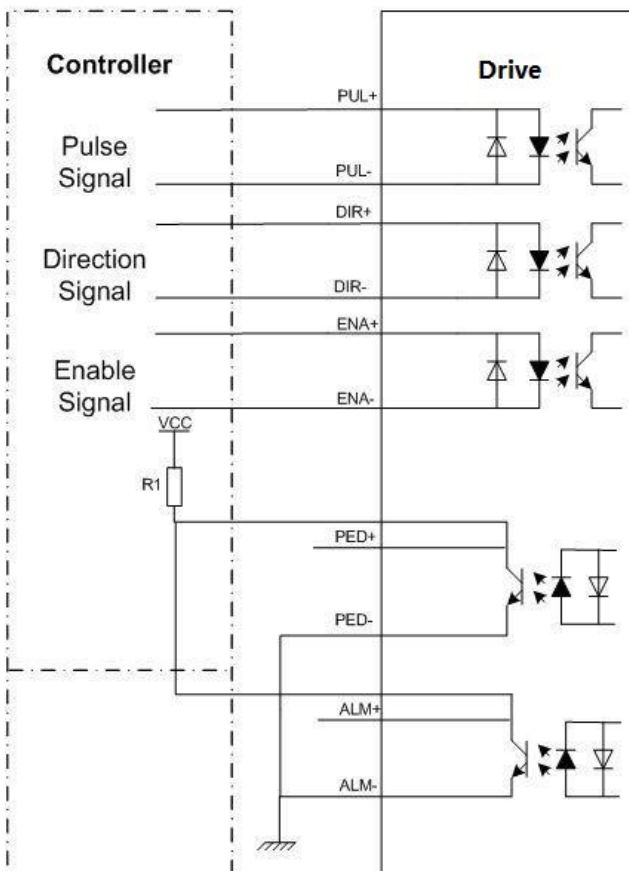 Controller
Drive
PUL+
Pulse
Signal
PUL-
DIR+
Direction
Signal
DIR-
ENA+
Enable
Signal
ENA-
VCC
R1
PED+
PED-
ALM+
ALM-